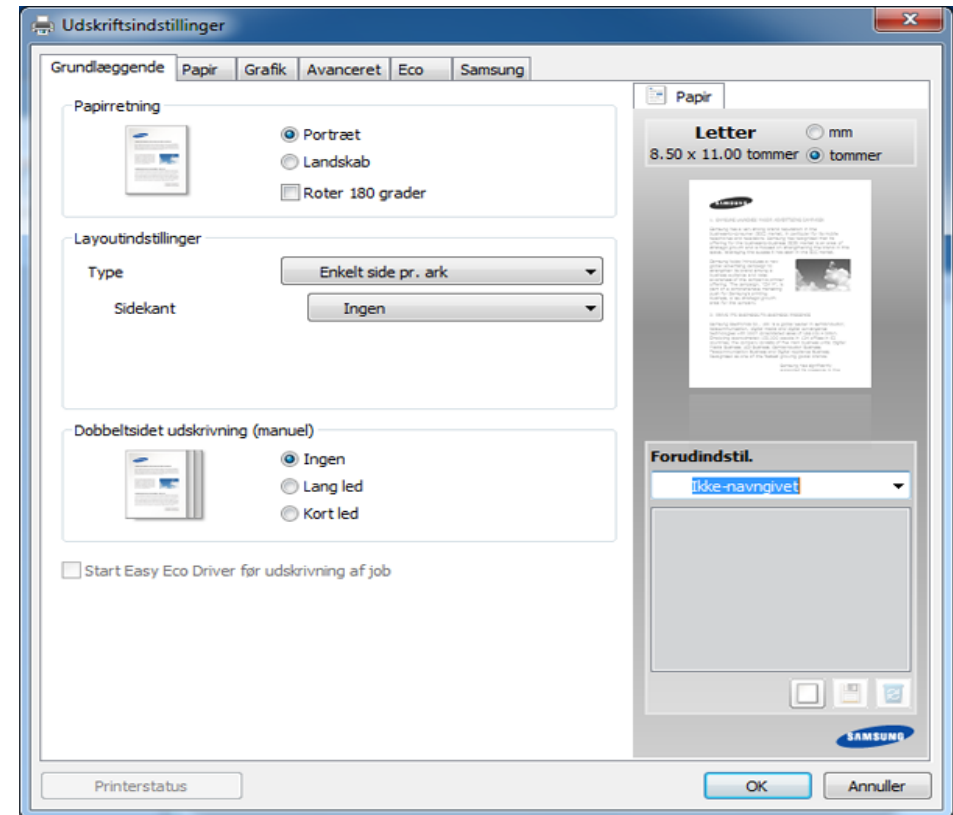 Udskriftsindstillinger
Grundlæggende Papir Grafik Avanceret Eco Samsung
Papirretning
Portræt
Landskab
Roter 180 grader
Layoutindstillinger
Type Enkelt side pr. ark
Sidekant Ingen
Dobbeltsidet udskrivning (manuel)
Ingen
Lang led
Kort led
Start Easy Eco Driver før udskrivning af job
Papir
Letter mm
8.50 x 11.00 tommer tommer
SAMSUNG
Forudindstil.
Ikke-navngivet
SAMSUNG
Printerstatus OK Annuller